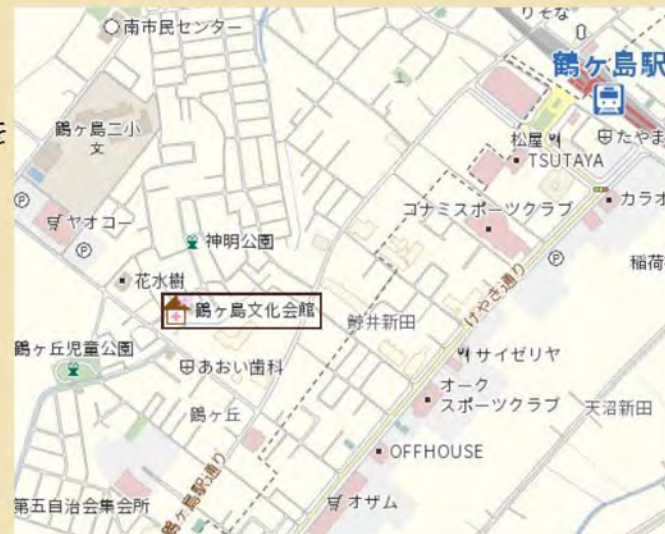 南市民センター
りそな
鶴ヶ島駅
を
鶴ヶ島二小
文
松屋
たやま
TSUTAYA
カラオ
ヤオコー
コナミスポーツクラブ
神明公園
稲荷
花水樹
鶴ヶ島文化会館
鯨井新田
けやき通り
鶴ヶ丘児童公園
あおい歯科
サイゼリヤ
オーク
スポーツクラブ
天沼新田
鶴ヶ丘
OFFHOUSE
鶴ヶ島駅通り
第五自治会集会所
オザム